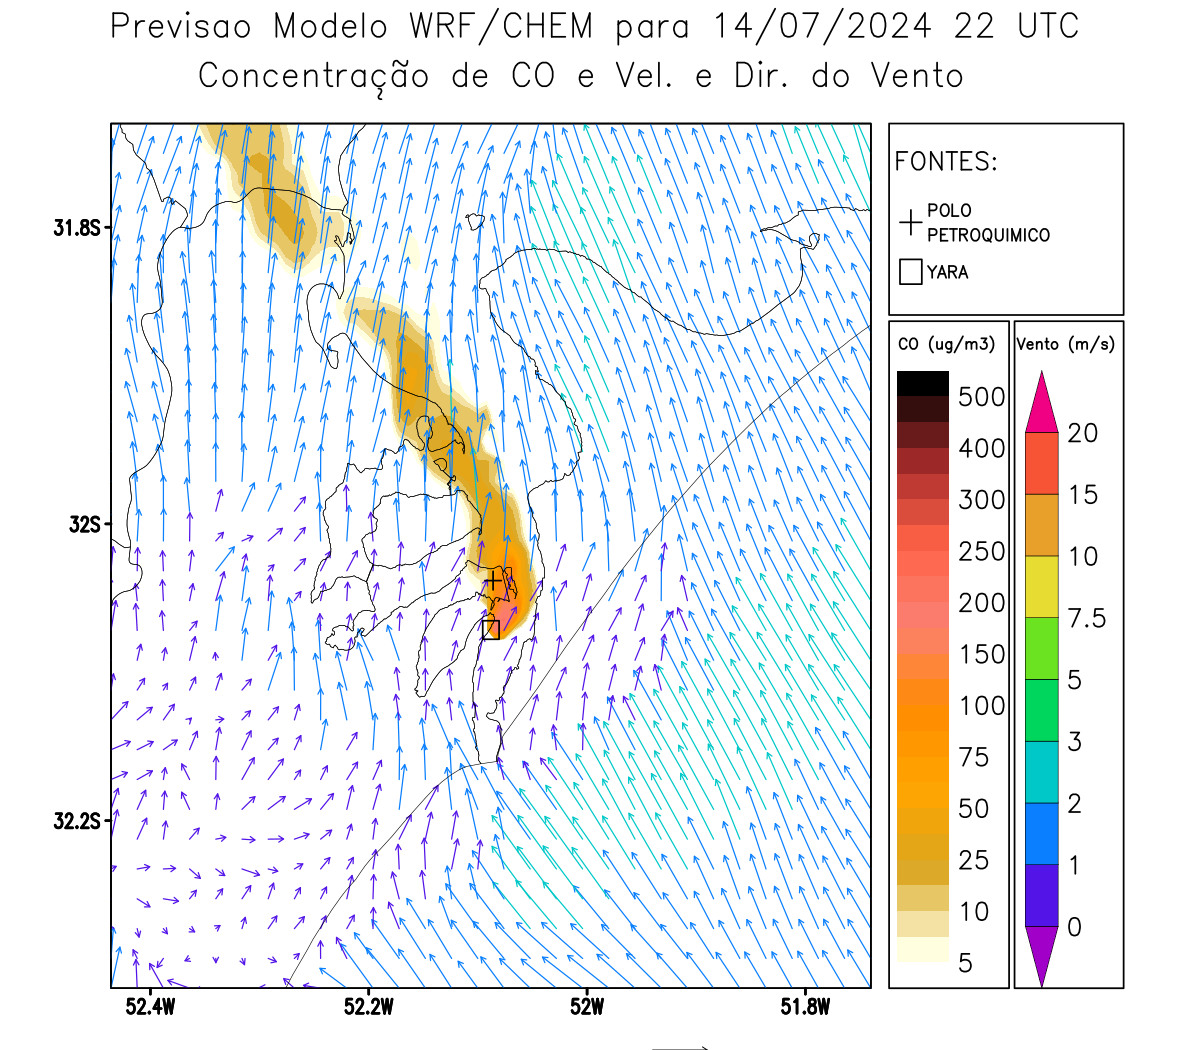 Previsao Modelo WRF/CHEM para 14/07/2024 22 UTC
Concentração de CO e Vel. e Dir. do Vento
FONTES:
POLO
PETROQUIMICO
YARA
CO (ug/m3)
500
400
300
250
200
150
100
75
50
25
10
5
Vento (m/s)
20
15
10
7.5
5
3
2
1
0
31.8S
32S
32.2S
52.4W
52.2W
52W
51.8W